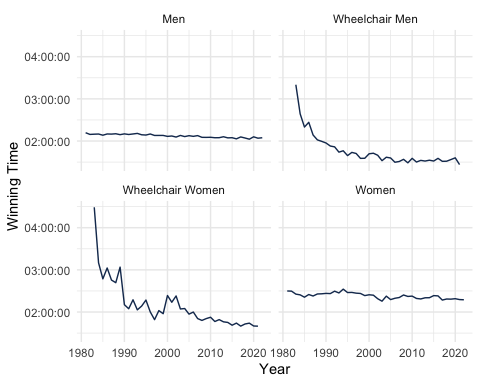 Men
Wheelchair Men
04:00:00
03:00:00
02:00:00
Wheelchair Women
Women
04:00:00
03:00:00
02:00:00
Winning Time
1980 1990 2000 2010 2020 1980 1990 2000 2010 2020
Year